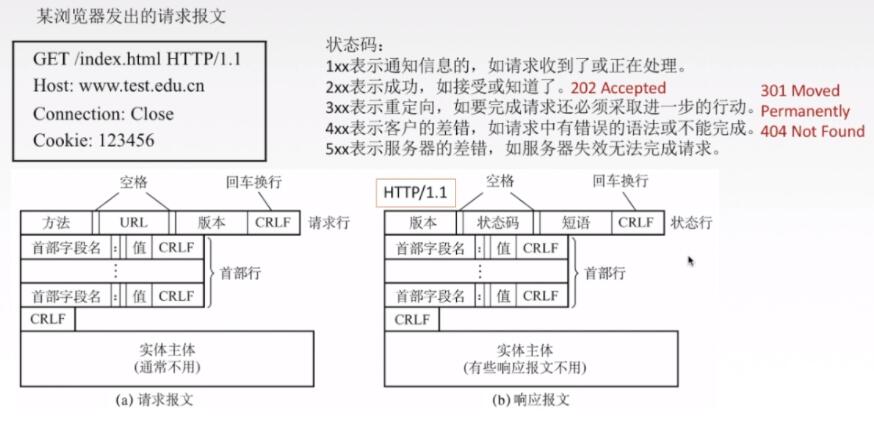 某浏览器发出的请求报文
GET /index.html HTTP/1.1
Host: www.test.edu.cn
Connection: Close
Cookie: 123456
状态码：
1xx表示通知信息的，如请求收到了或正在处理。
2xx表示成功，如接受或知道了。202 Accepted
3xx表示重定向，如要完成请求还必须采取进一步的行动。
4xx表示客户的差错，如请求中有错误的语法或不能完成。
5xx表示服务器的差错，如服务器失效无法完成请求。
301 Moved
Permanently
404 Not Found
空格 回车换行
方法 URL 版本 CRLF 请求行
首部字段名 : 值 CRLF
⋮ 首部行
首部字段名 : 值 CRLF
CRLF
实体主体
(通常不用)
(a) 请求报文
HTTP/1.1
空格 回车换行
版本 状态码 短语 CRLF 状态行
首部字段名 : 值 CRLF
⋮ 首部行
首部字段名 : 值 CRLF
CRLF
实体主体
(有些响应报文不用)
(b) 响应报文